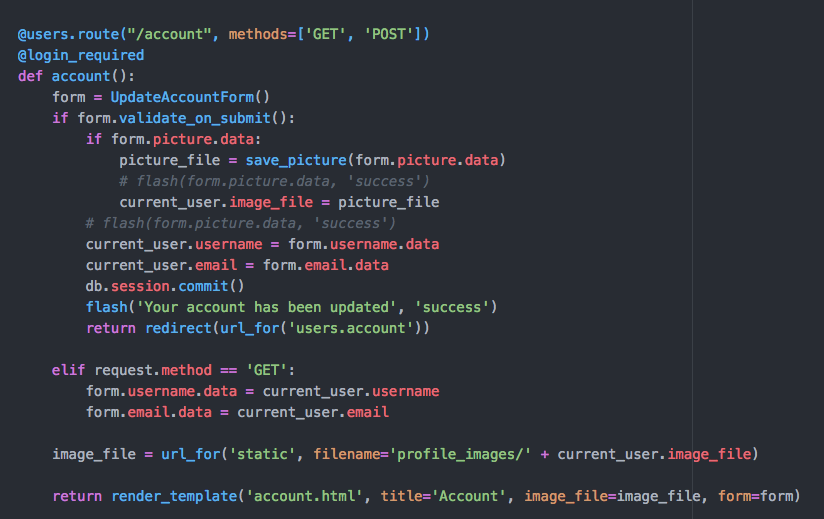 @users.route("/account", methods=['GET', 'POST'])
@login_required
def account():
    form = UpdateAccountForm()
    if form.validate_on_submit():
        if form.picture.data:
            picture_file = save_picture(form.picture.data)
            # flash(form.picture.data, 'success')
            current_user.image_file = picture_file
        # flash(form.picture.data, 'success')
        current_user.username = form.username.data
        current_user.email = form.email.data
        db.session.commit()
        flash('Your account has been updated', 'success')
        return redirect(url_for('users.account'))

    elif request.method == 'GET':
        form.username.data = current_user.username
        form.email.data = current_user.email

    image_file = url_for('static', filename='profile_images/' + current_user.image_file)

    return render_template('account.html', title='Account', image_file=image_file, form=form)